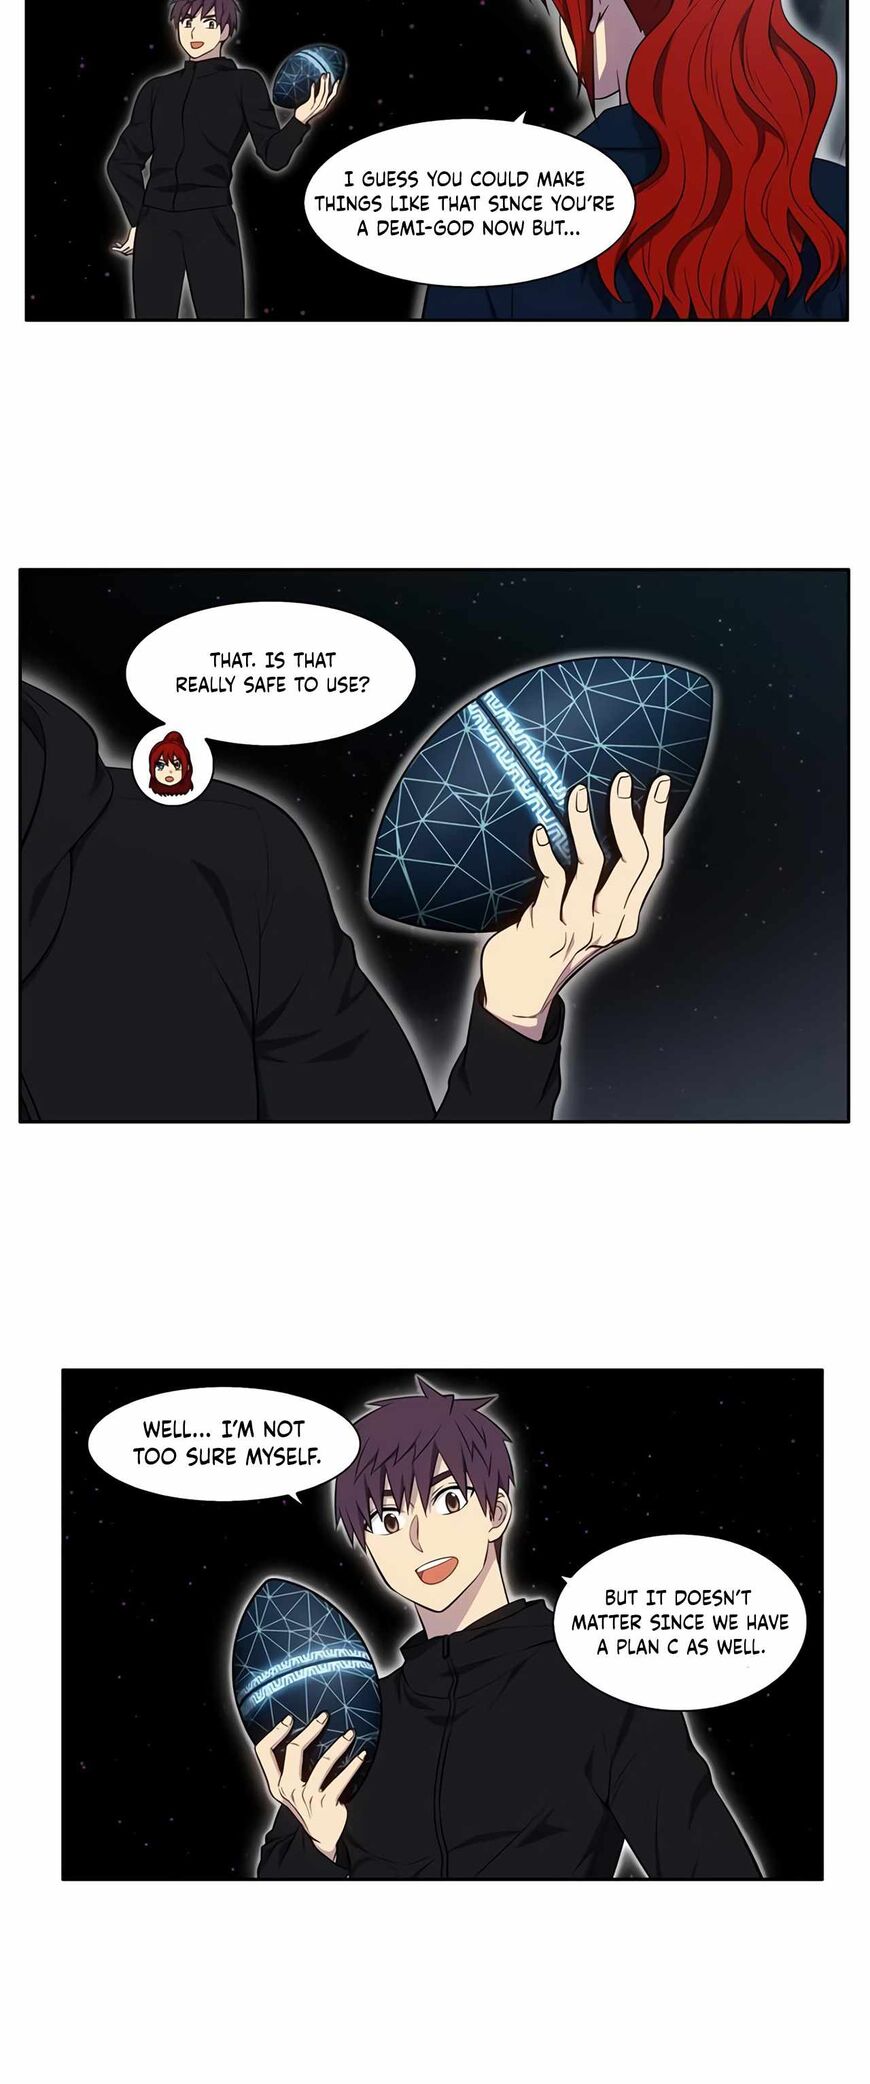 I GUESS YOU COULD MAKE
THINGS LIKE THAT SINCE YOU'RE
A DEMI-GOD NOW BUT...
THAT. IS THAT
REALLY SAFE TO USE?
WELL... I'M NOT
TOO SURE MYSELF.
BUT IT DOESN'T
MATTER SINCE WE HAVE
A PLAN C AS WELL.